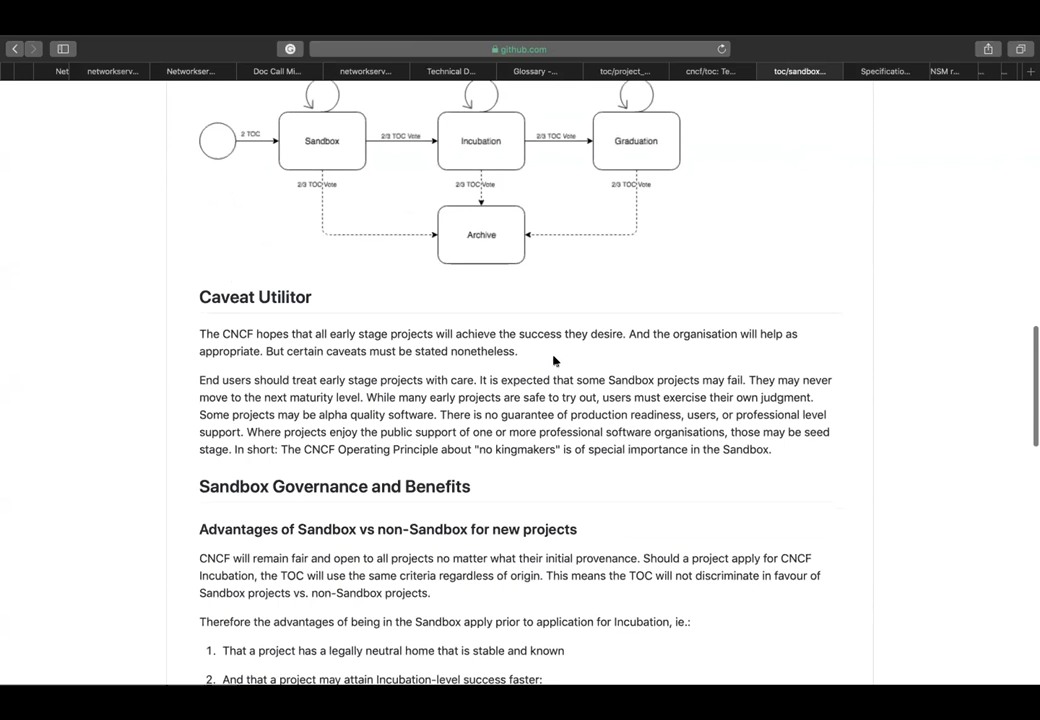 github.com
Net
networkserv...
Networkser...
Doc Call Mi...
networkserv...
Technical D...
Glossary -...
toc/project_...
cncf/toc: Te...
toc/sandbox...
Specificatio...
NSM r...
2 TOC
Sandbox
2/3 TOC Vote
Incubation
2/3 TOC Vote
Graduation
2/3 TOC Vote
2/3 TOC Vote
2/3 TOC Vote
Archive
Caveat Utilitor
The CNCF hopes that all early stage projects will achieve the success they desire. And the organisation will help as
appropriate. But certain caveats must be stated nonetheless.
End users should treat early stage projects with care. It is expected that some Sandbox projects may fail. They may never
move to the next maturity level. While many early projects are safe to try out, users must exercise their own judgment.
Some projects may be alpha quality software. There is no guarantee of production readiness, users, or professional level
support. Where projects enjoy the public support of one or more professional software organisations, those may be seed
stage. In short: The CNCF Operating Principle about "no kingmakers" is of special importance in the Sandbox.
Sandbox Governance and Benefits
Advantages of Sandbox vs non-Sandbox for new projects
CNCF will remain fair and open to all projects no matter what their initial provenance. Should a project apply for CNCF
Incubation, the TOC will use the same criteria regardless of origin. This means the TOC will not discriminate in favour of
Sandbox projects vs. non-Sandbox projects.
Therefore the advantages of being in the Sandbox apply prior to application for Incubation, ie.:
1. That a project has a legally neutral home that is stable and known
2. And that a project may attain Incubation-level success faster: